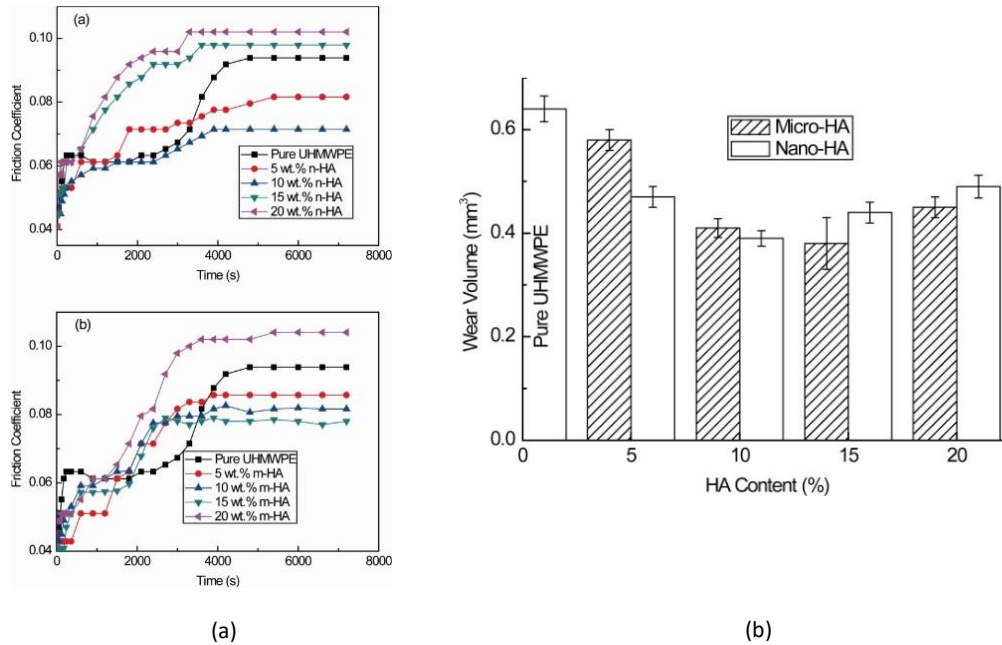 (a)
0.10
0.08
0.06
0.04
Friction Coefficient
Pure UHMWPE
5 wt.% n-HA
10 wt.% n-HA
15 wt.% n-HA
20 wt.% n-HA
0 2000 4000 6000 8000
Time (s)
(b)
0.10
0.08
0.06
0.04
Friction Coefficient
Pure UHMWPE
5 wt.% m-HA
10 wt.% m-HA
15 wt.% m-HA
20 wt.% m-HA
0 2000 4000 6000 8000
Time (s)
(a)
0.6
0.4
0.2
0.0
Wear Volume (mm³)
Pure UHMWPE
Micro-HA
Nano-HA
0 5 10 15 20
HA Content (%)
(b)